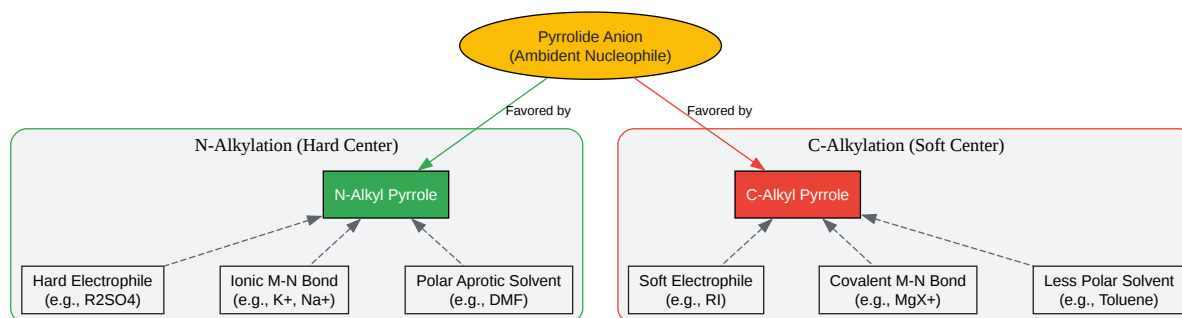 Pyrrolide Anion
(Ambident Nucleophile)
Favored by
Favored by
N-Alkylation (Hard Center)
N-Alkyl Pyrrole
Hard Electrophile
(e.g., R2SO4)
Ionic M-N Bond
(e.g., K+, Na+)
Polar Aprotic Solvent
(e.g., DMF)
C-Alkylation (Soft Center)
C-Alkyl Pyrrole
Soft Electrophile
(e.g., RI)
Covalent M-N Bond
(e.g., MgX+)
Less Polar Solvent
(e.g., Toluene)